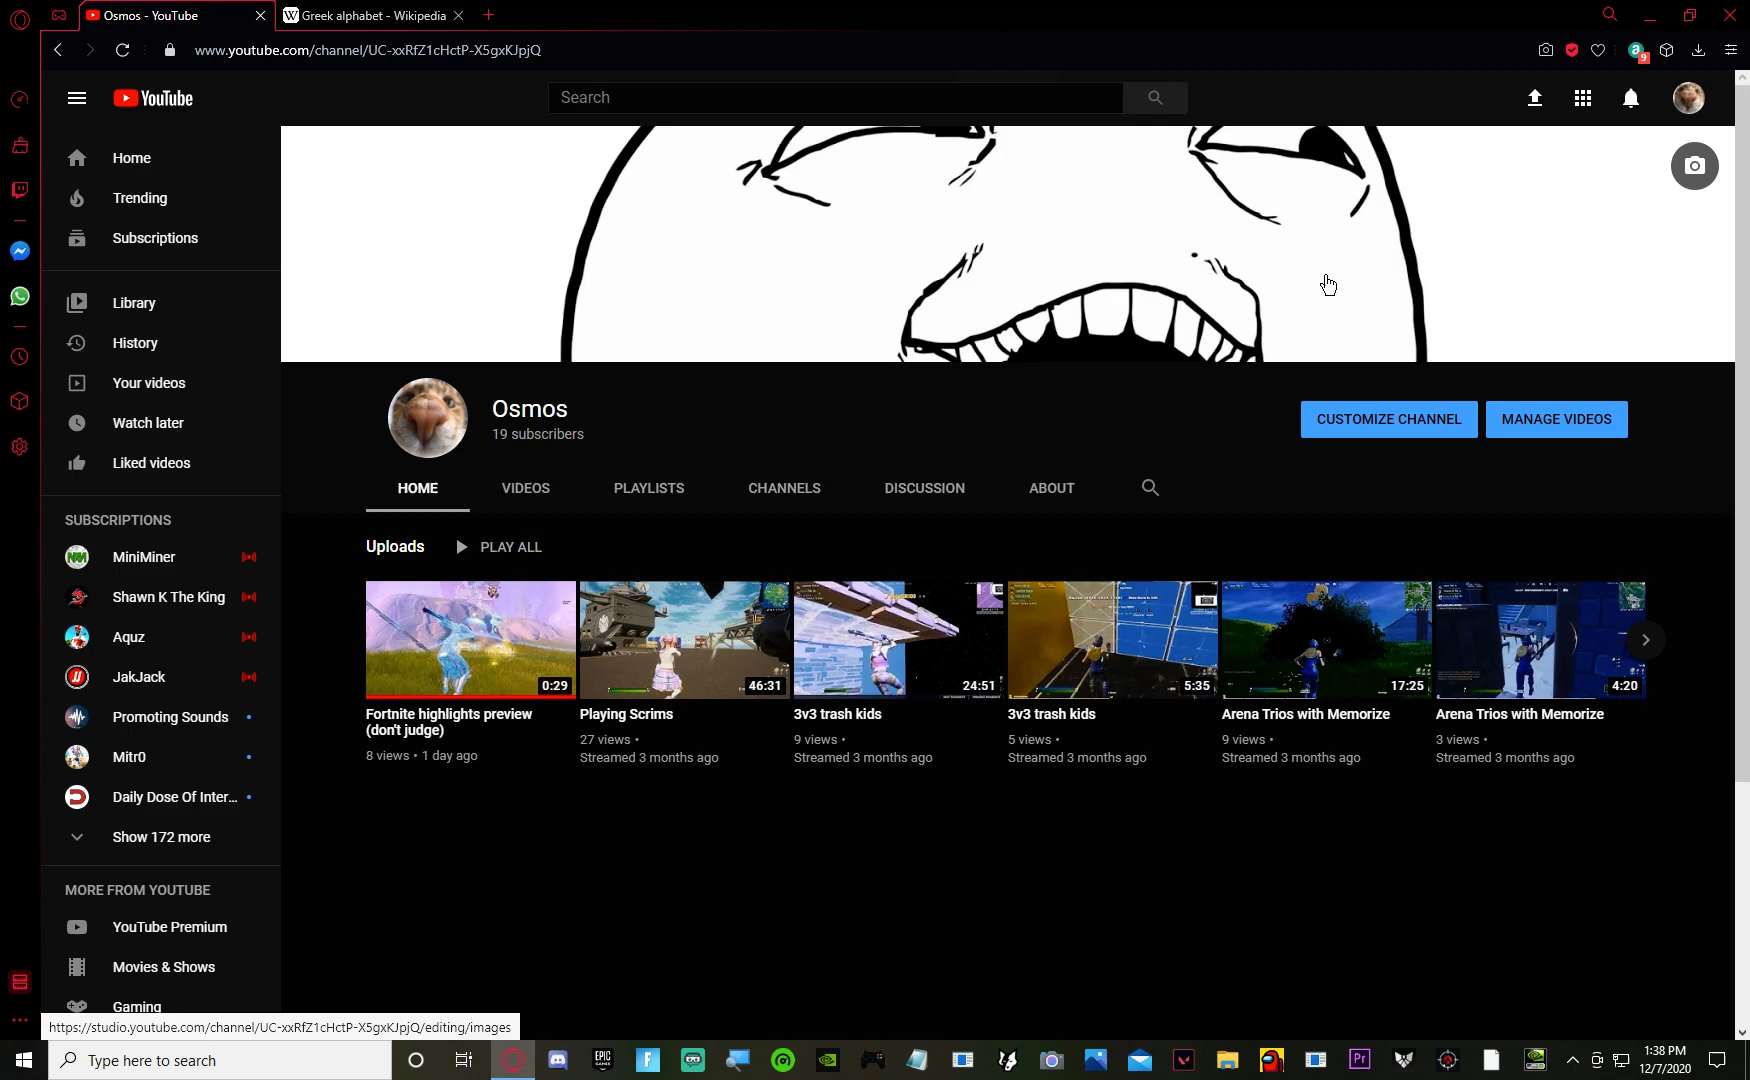 Osmos - YouTube
Greek alphabet - Wikipedia
www.youtube.com/channel/UC-xxRfZ1cHctP-X5gxKJpjQ
9
YouTube
Search
Home
Trending
Subscriptions
Library
History
Your videos
Watch later
Liked videos
SUBSCRIPTIONS
MiniMiner
Shawn K The King
Aquz
JakJack
Promoting Sounds
Mitr0
Daily Dose Of Inter...
Show 172 more
MORE FROM YOUTUBE
YouTube Premium
Movies & Shows
Gaming
Osmos
19 subscribers
CUSTOMIZE CHANNEL
MANAGE VIDEOS
HOME
VIDEOS
PLAYLISTS
CHANNELS
DISCUSSION
ABOUT
Uploads
PLAY ALL
0:29
Fortnite highlights preview
(don't judge)
8 views • 1 day ago
46:31
Playing Scrims
27 views •
Streamed 3 months ago
24:51
3v3 trash kids
9 views •
Streamed 3 months ago
5:35
3v3 trash kids
5 views •
Streamed 3 months ago
17:25
Arena Trios with Memorize
9 views •
Streamed 3 months ago
4:20
Arena Trios with Memorize
3 views •
Streamed 3 months ago
https://studio.youtube.com/channel/UC-xxRfZ1cHctP-X5gxKJpjQ/editing/images
Type here to search
EPIC
GAMES
Pr
1:38 PM
12/7/2020